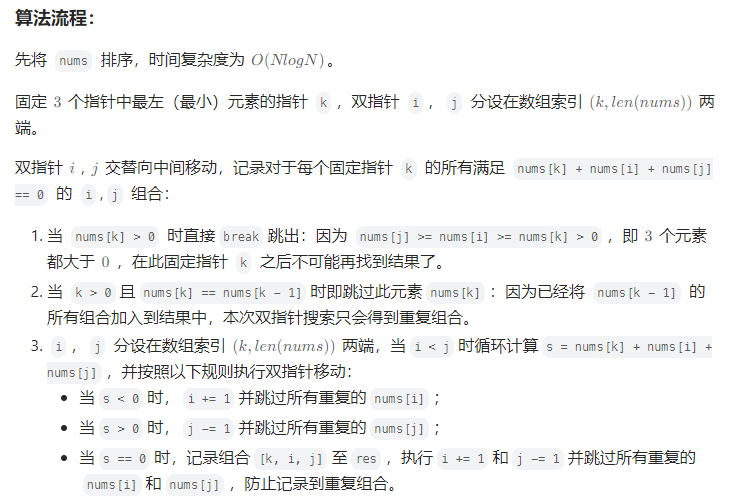 算法流程：
先将 nums 排序，时间复杂度为 O(NlogN)。
固定 3 个指针中最左（最小）元素的指针 k ，双指针 i ， j 分设在数组索引 (k, len(nums)) 两
端。
双指针 i , j 交替向中间移动，记录对于每个固定指针 k 的所有满足 nums[k] + nums[i] + nums[j]
== 0 的 i , j 组合：
1. 当 nums[k] > 0 时直接 break 跳出：因为 nums[j] >= nums[i] >= nums[k] > 0 ，即 3 个元素
都大于 0 ，在此固定指针 k 之后不可能再找到结果了。
2. 当 k > 0 且 nums[k] == nums[k - 1] 时即跳过此元素 nums[k] ：因为已经将 nums[k - 1] 的
所有组合加入到结果中，本次双指针搜索只会得到重复组合。
3. i ， j 分设在数组索引 (k, len(nums)) 两端，当 i < j 时循环计算 s = nums[k] + nums[i] +
nums[j] ，并按照以下规则执行双指针移动：
• 当 s < 0 时， i += 1 并跳过所有重复的 nums[i] ；
• 当 s > 0 时， j -= 1 并跳过所有重复的 nums[j] ；
• 当 s == 0 时，记录组合 [k, i, j] 至 res ，执行 i += 1 和 j -= 1 并跳过所有重复的
nums[i] 和 nums[j] ，防止记录到重复组合。